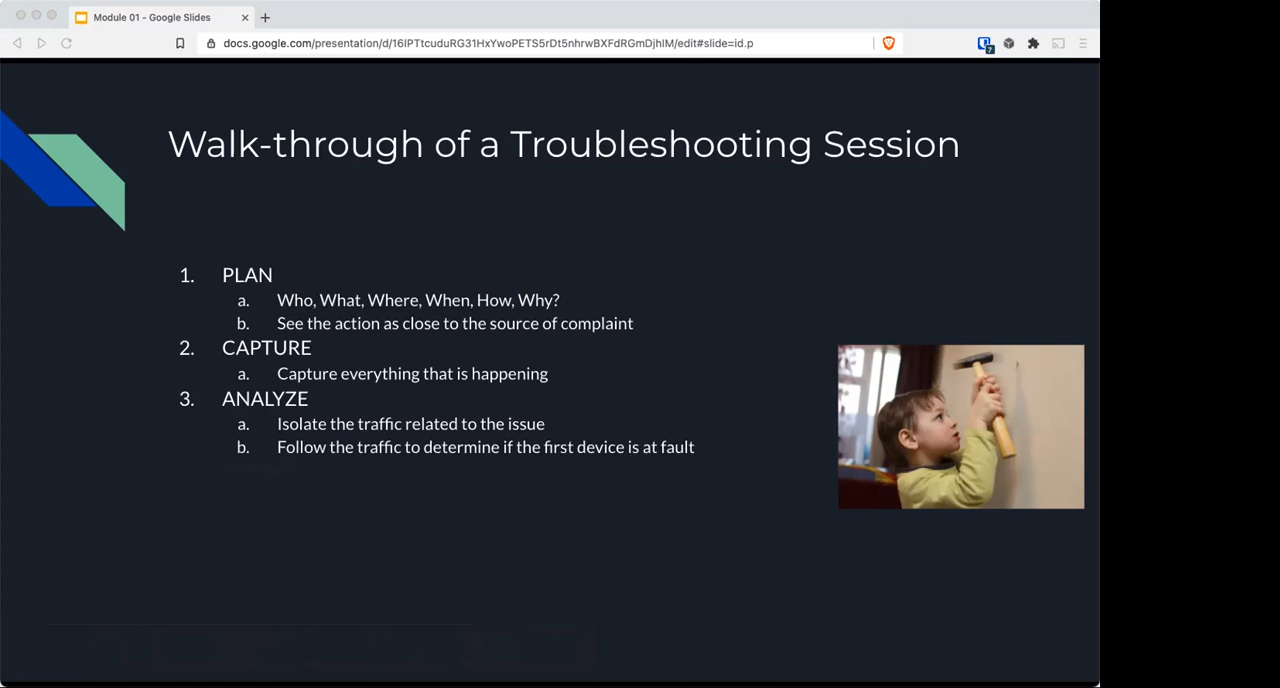 Module 01 - Google Slides
docs.google.com/presentation/d/16lPTtcuduRG31HxYwoPETS5rDt5nhrwBXFdRGmDjhlM/edit#slide=id.p
7
Walk-through of a Troubleshooting Session
1. PLAN
a. Who, What, Where, When, How, Why?
b. See the action as close to the source of complaint
2. CAPTURE
a. Capture everything that is happening
3. ANALYZE
a. Isolate the traffic related to the issue
b. Follow the traffic to determine if the first device is at fault